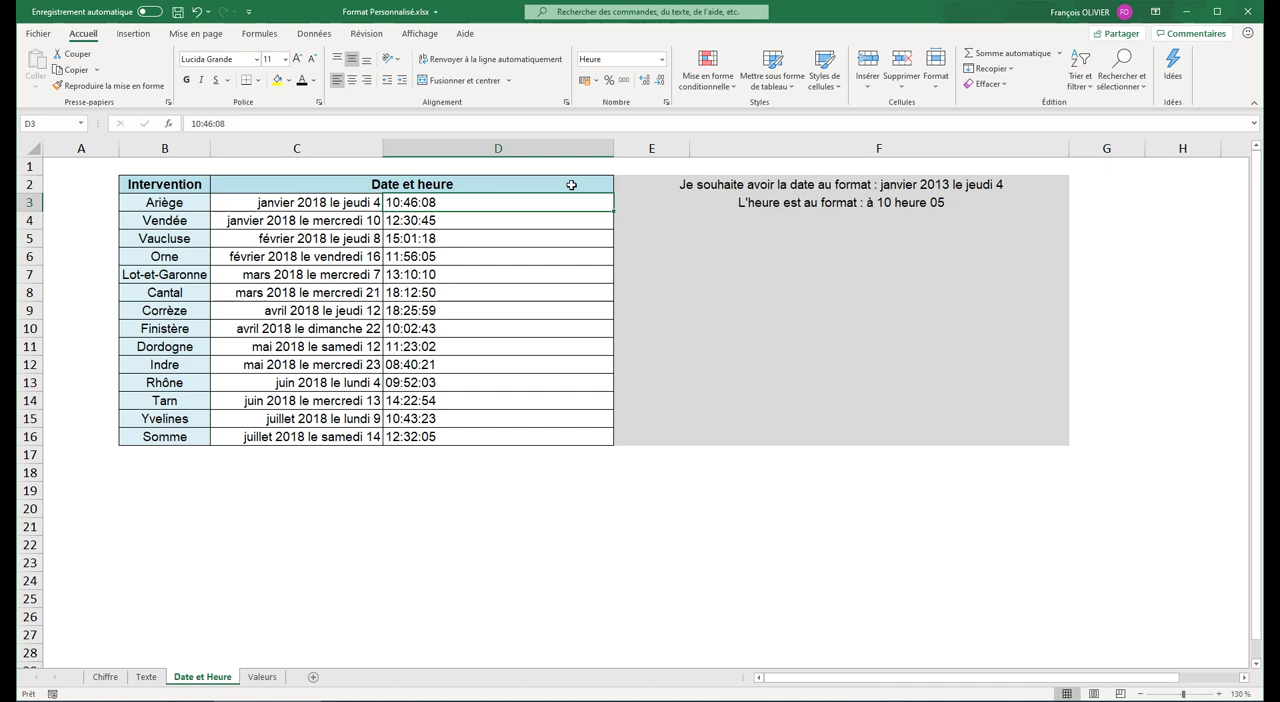 Enregistrement automatique
Format Personnalisé.xlsx
Rechercher des commandes, du texte, de l'aide, etc.
François OLIVIER FO
Fichier Accueil Insertion Mise en page Formules Données Révision Affichage Aide
Partager Commentaires
Coller
Couper
Copier
Reproduire la mise en forme
Presse-papiers
Lucida Grande 11
G I S
Police
Renvoyer à la ligne automatiquement
Fusionner et centrer
Alignement
Heure
% 000
Nombre
Mise en forme conditionnelle
Mettre sous forme de tableau
Styles de cellules
Styles
Insérer Supprimer Format
Cellules
Somme automatique
Recopier
Effacer
Trier et filtrer
Rechercher et sélectionner
Édition
Idées
Idées
D3 fx 10:46:08
A B C D E F G H
1
2 Intervention Date et heure Je souhaite avoir la date au format : janvier 2013 le jeudi 4
3 Ariège janvier 2018 le jeudi 4 10:46:08 L'heure est au format : à 10 heure 05
4 Vendée janvier 2018 le mercredi 10 12:30:45
5 Vaucluse février 2018 le jeudi 8 15:01:18
6 Orne février 2018 le vendredi 16 11:56:05
7 Lot-et-Garonne mars 2018 le mercredi 7 13:10:10
8 Cantal mars 2018 le mercredi 21 18:12:50
9 Corrèze avril 2018 le jeudi 12 18:25:59
10 Finistère avril 2018 le dimanche 22 10:02:43
11 Dordogne mai 2018 le samedi 12 11:23:02
12 Indre mai 2018 le mercredi 23 08:40:21
13 Rhône juin 2018 le lundi 4 09:52:03
14 Tarn juin 2018 le mercredi 13 14:22:54
15 Yvelines juillet 2018 le lundi 9 10:43:23
16 Somme juillet 2018 le samedi 14 12:32:05
17
18
19
20
21
22
23
24
25
26
27
28
Chiffre Texte Date et Heure Valeurs
Prêt
130 %